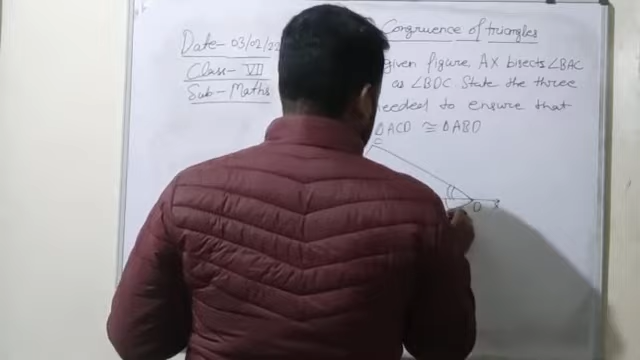 Congruence of triangles
Date- 03/02/22
Class- VII
Sub- Maths
given figure, AX bisects ∠BAC
as ∠BDC State the three
needed to ensure that
ΔACD ≅ ΔABD
C
D